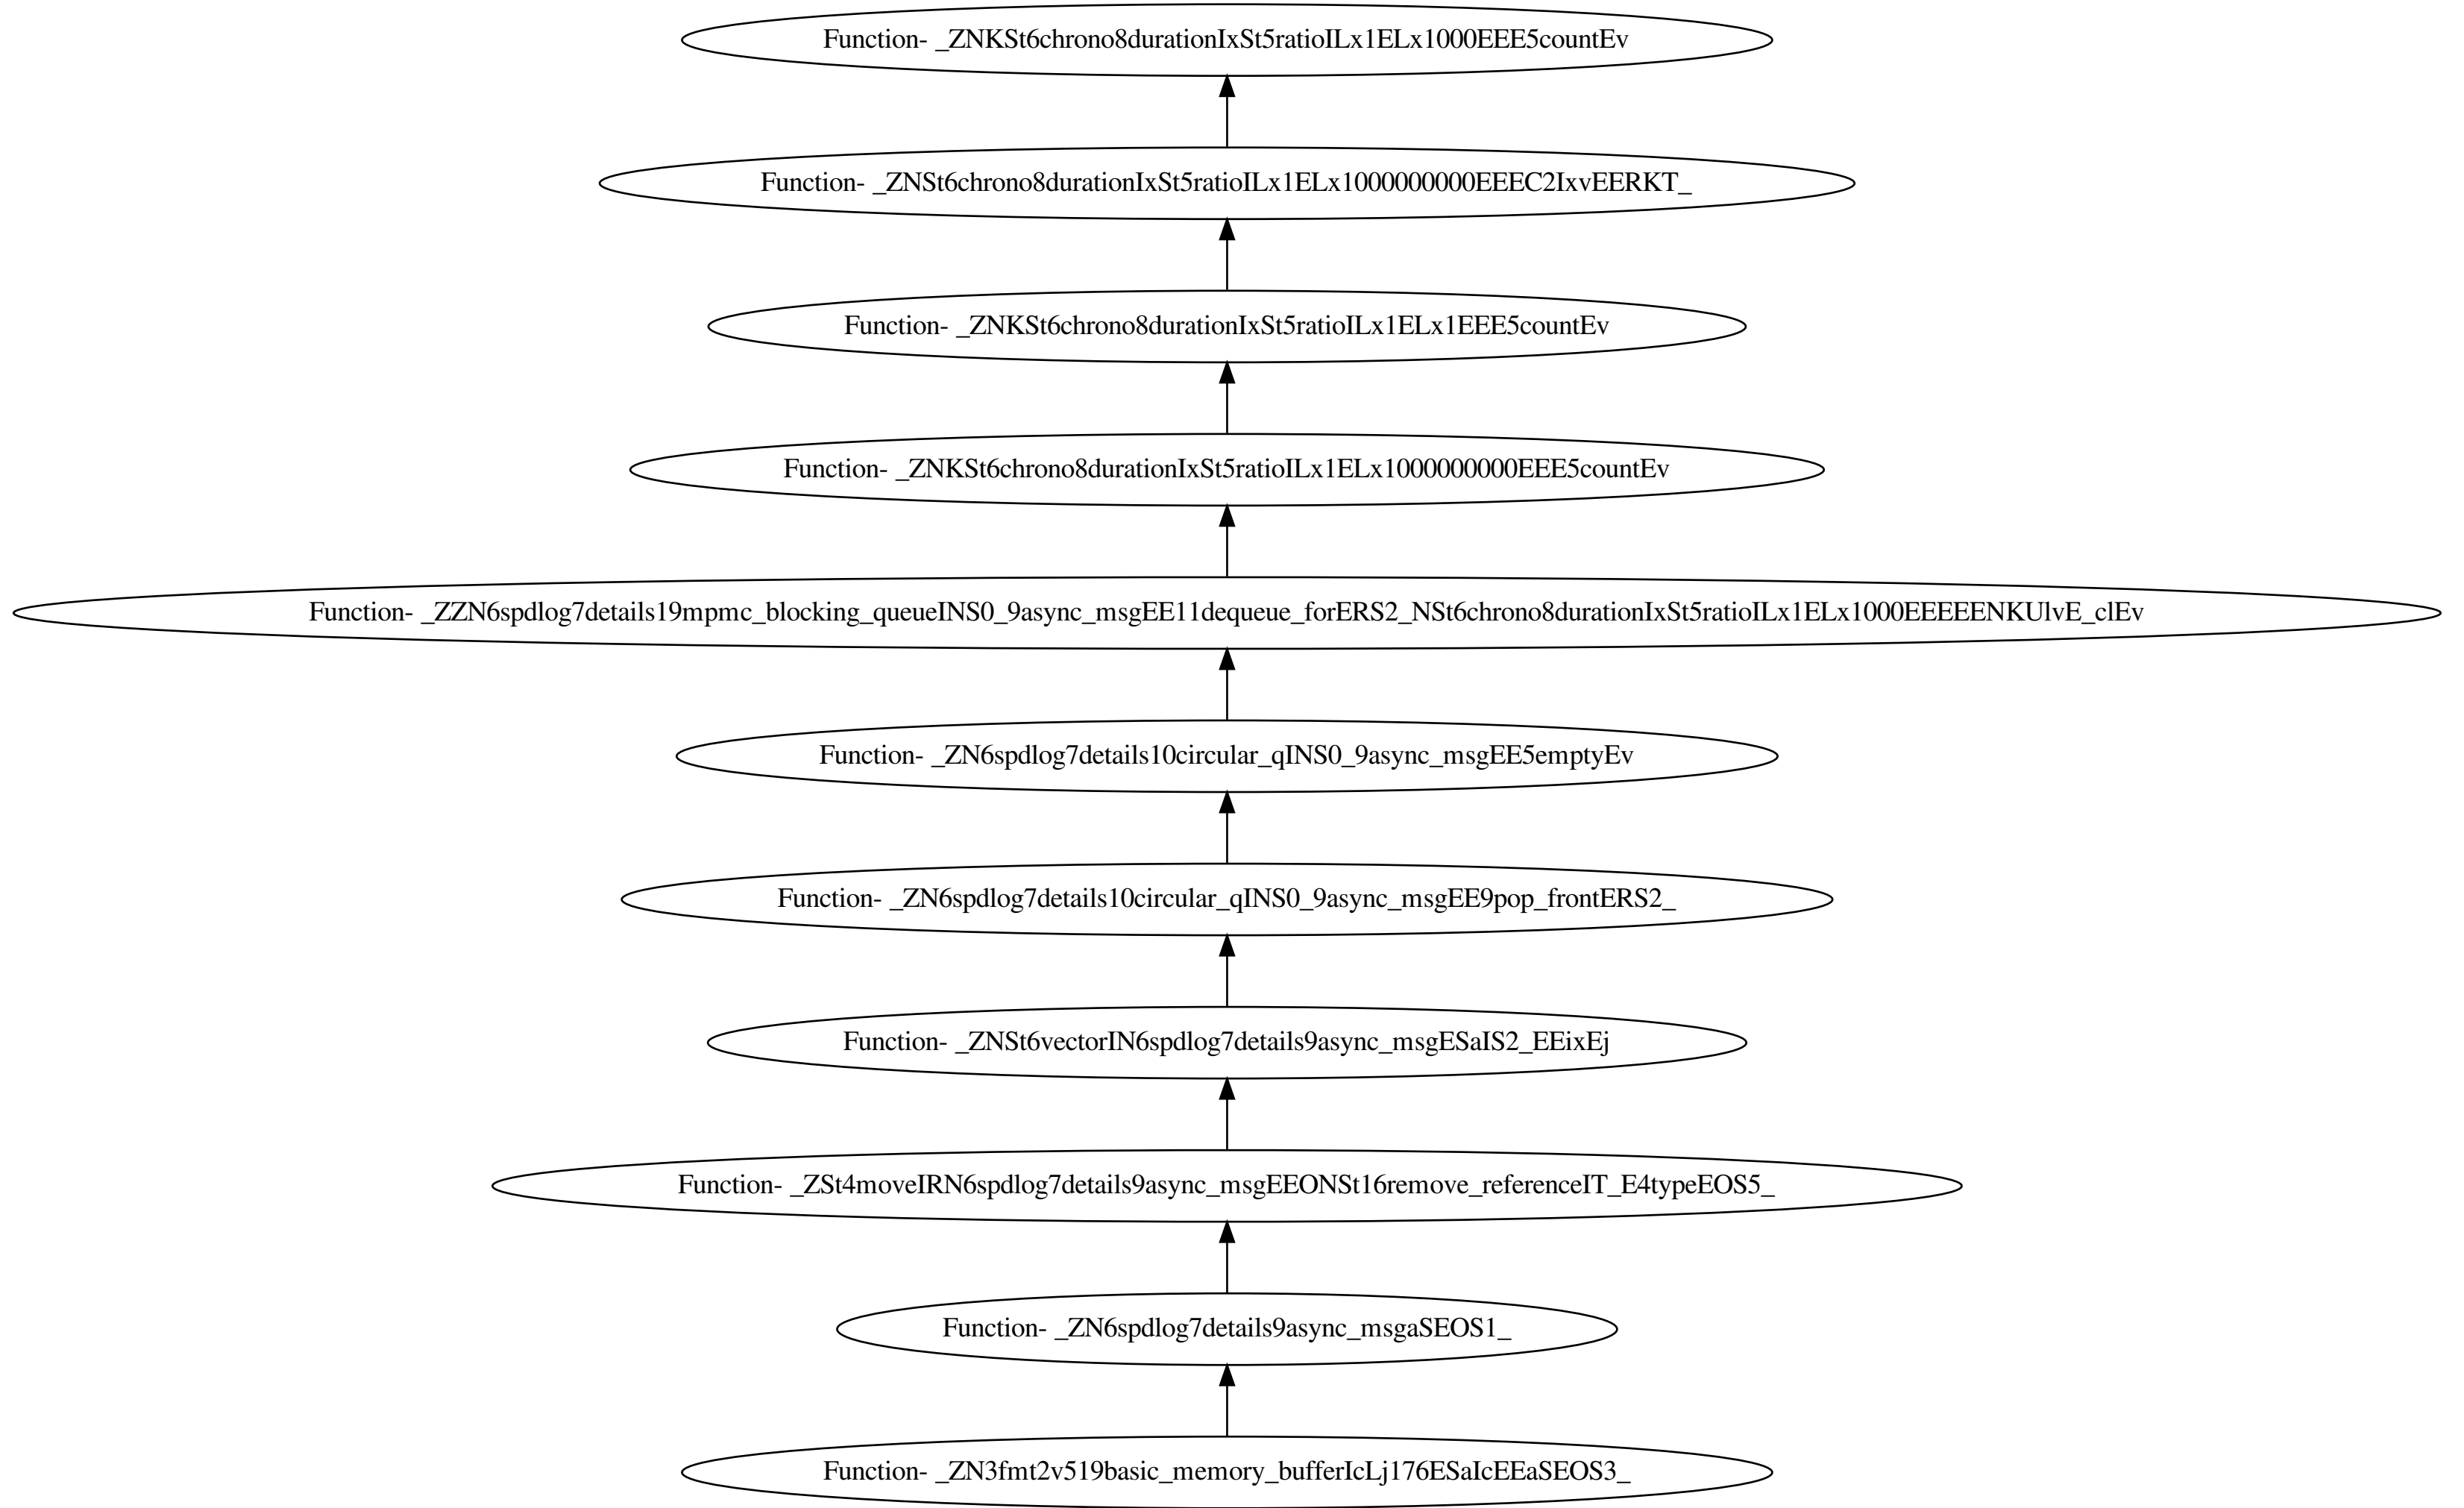 Function- _ZNKSt6chrono8durationIxSt5ratioILx1ELx1000EEE5countEv
Function- _ZNSt6chrono8durationIxSt5ratioILx1ELx1000000000EEEC2IxvEERKT_
Function- _ZNKSt6chrono8durationIxSt5ratioILx1ELx1EEE5countEv
Function- _ZNKSt6chrono8durationIxSt5ratioILx1ELx1000000000EEE5countEv
Function- _ZZN6spdlog7details19mpmc_blocking_queueINS0_9async_msgEE11dequeue_forERS2_NSt6chrono8durationIxSt5ratioILx1ELx1000EEEEENKUlvE_clEv
Function- _ZN6spdlog7details10circular_qINS0_9async_msgEE5emptyEv
Function- _ZN6spdlog7details10circular_qINS0_9async_msgEE9pop_frontERS2_
Function- _ZNSt6vectorIN6spdlog7details9async_msgESaIS2_EEixEj
Function- _ZSt4moveIRN6spdlog7details9async_msgEEONSt16remove_referenceIT_E4typeEOS5_
Function- _ZN6spdlog7details9async_msgaSEOS1_
Function- _ZN3fmt2v519basic_memory_bufferIcLj176ESaIcEEaSEOS3_